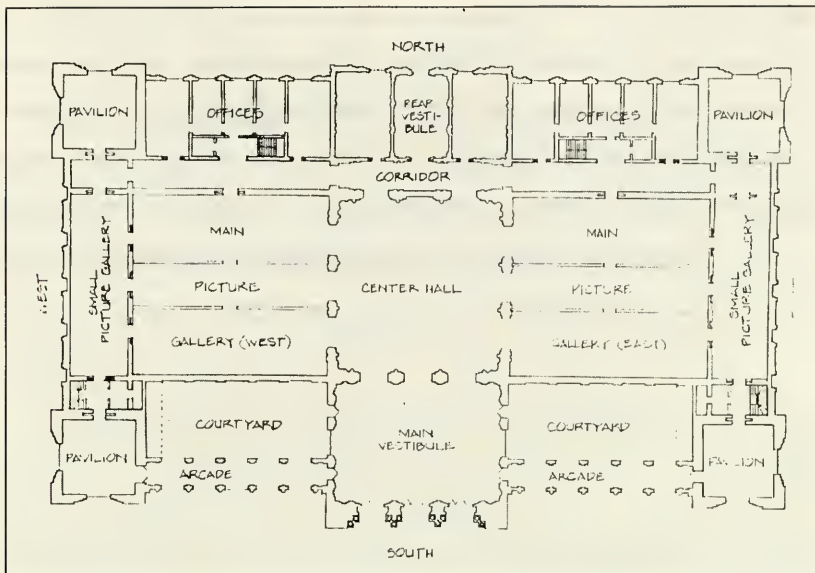 NORTH
PAVILION
OFFICES
REAR
VESTI-
BULE
OFFICES
PAVILION
CORRIDOR
MAIN
MAIN
WEST
SMALL
PICTURE GALLERY
PICTURE
CENTER HALL
PICTURE
SMALL
PICTURE GALLERY
GALLERY (WEST)
GALLERY (EAST)
COURTYARD
MAIN
VESTIBULE
COURTYARD
PAVILION
ARCADE
ARCADE
PAVILION
SOUTH